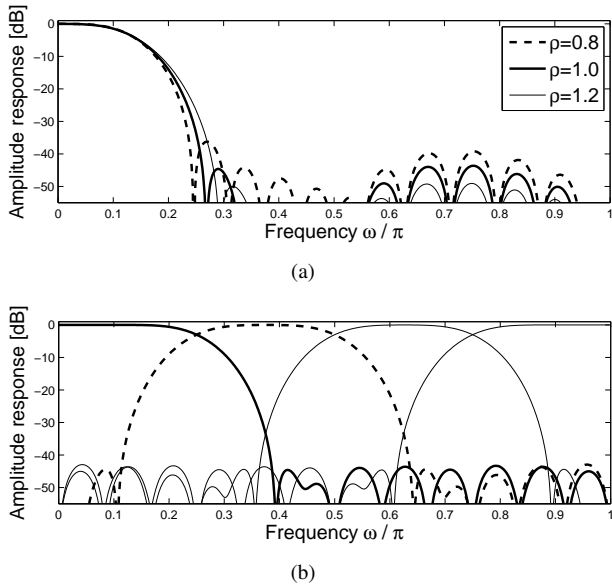 Amplitude response [dB]
0
−10
−20
−30
−40
−50
ρ=0.8
ρ=1.0
ρ=1.2
0 0.1 0.2 0.3 0.4 0.5 0.6 0.7 0.8 0.9 1
Frequency ω / π
(a)
Amplitude response [dB]
0
−10
−20
−30
−40
−50
0 0.1 0.2 0.3 0.4 0.5 0.6 0.7 0.8 0.9 1
Frequency ω / π
(b)